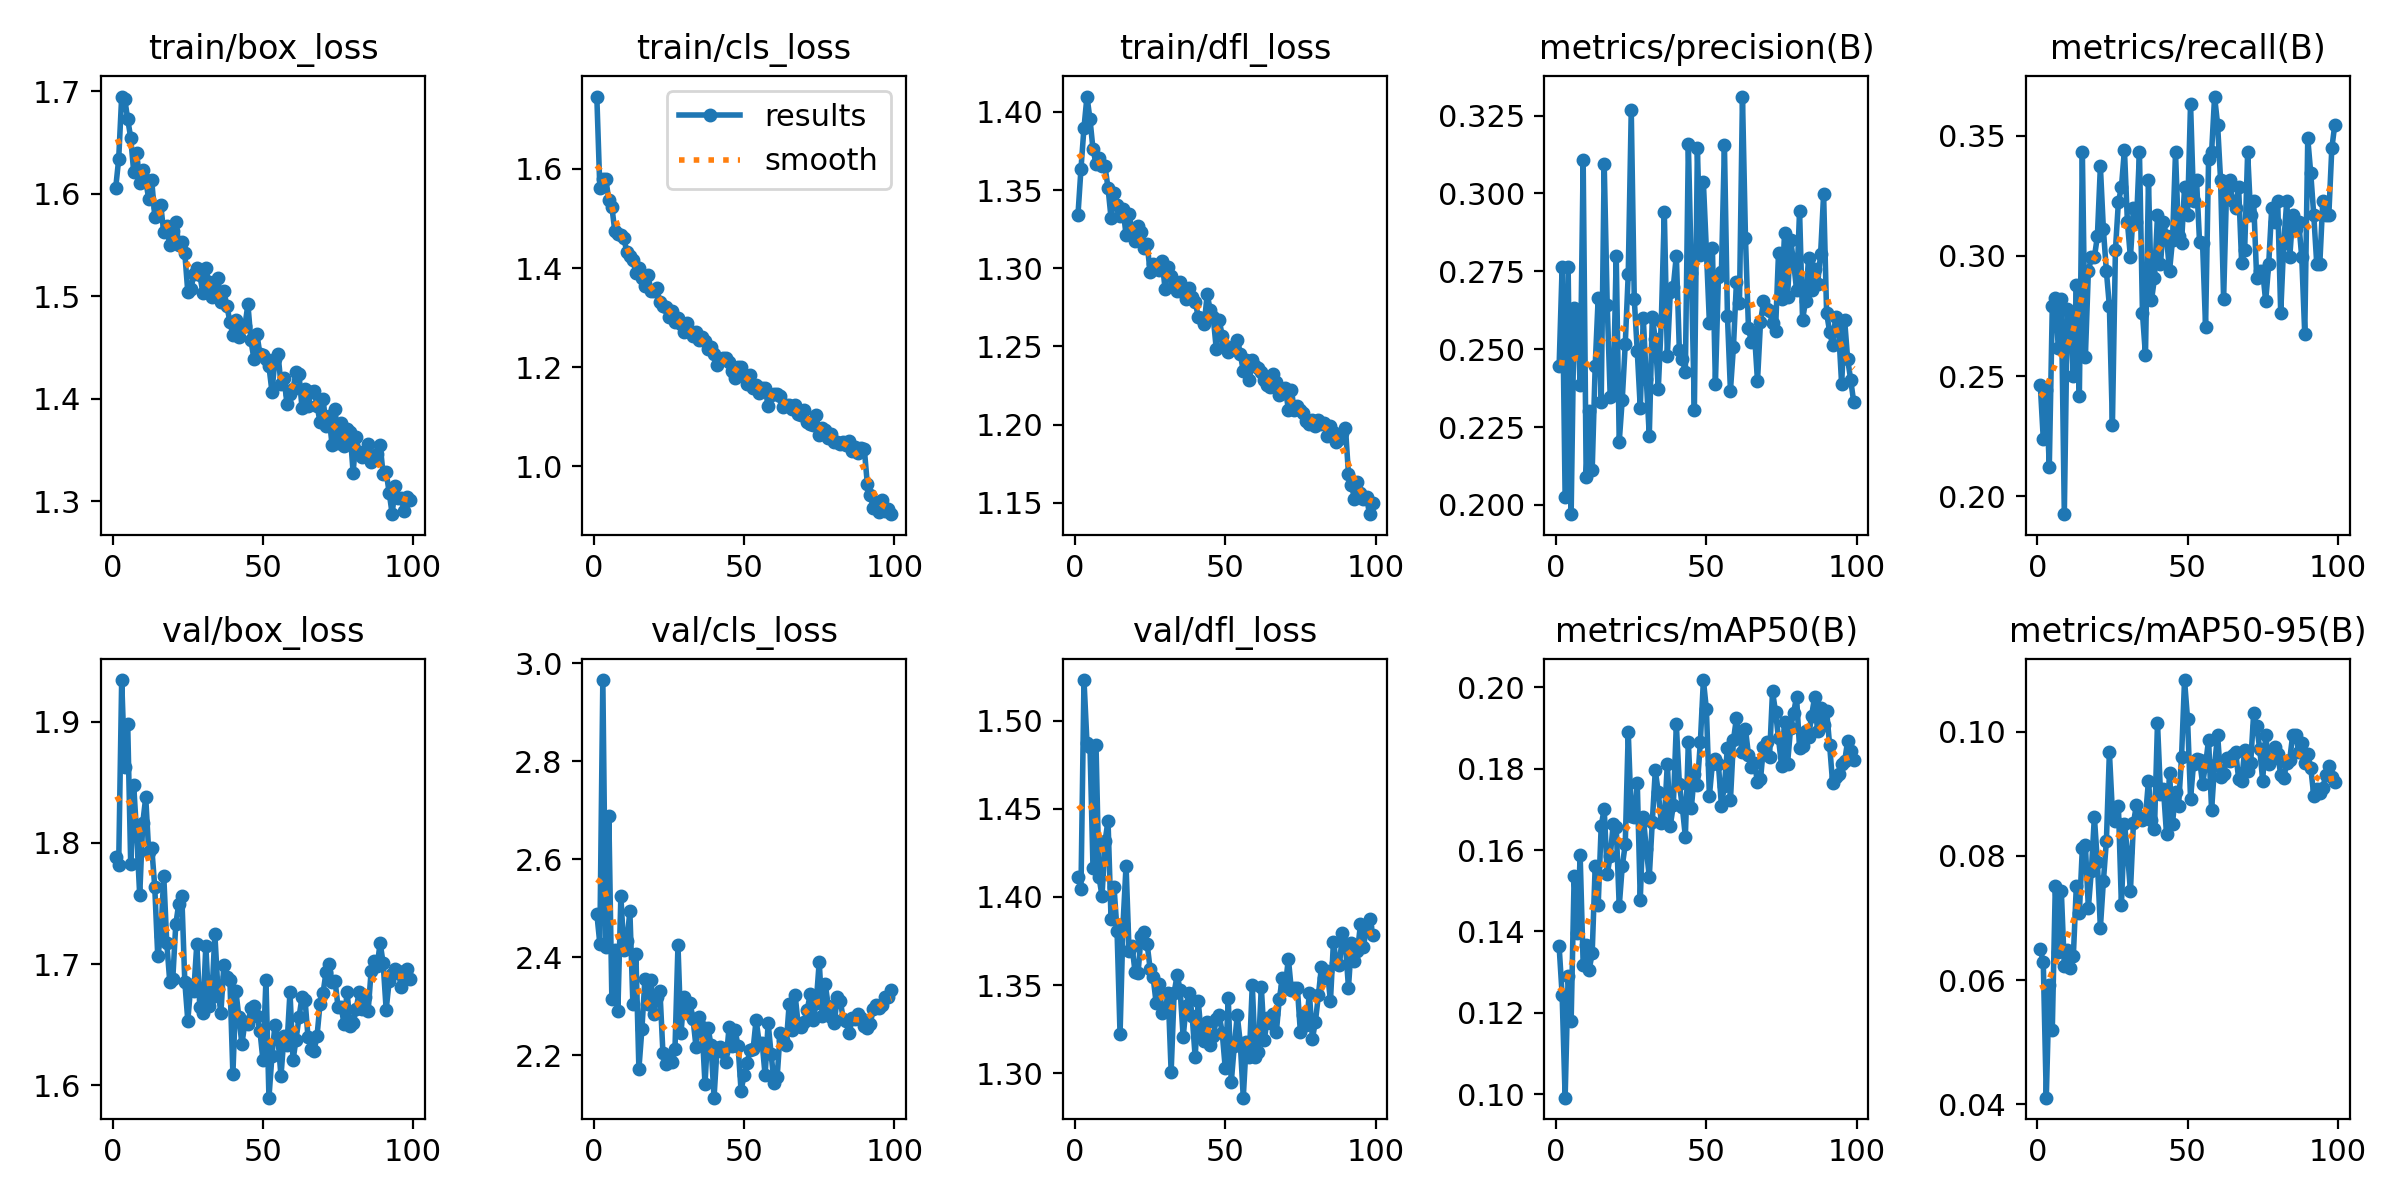 train/box_loss
1.7
1.6
1.5
1.4
1.3
0 50 100
train/cls_loss
results
smooth
1.6
1.4
1.2
1.0
0 50 100
train/dfl_loss
1.40
1.35
1.30
1.25
1.20
1.15
0 50 100
metrics/precision(B)
0.325
0.300
0.275
0.250
0.225
0.200
0 50 100
metrics/recall(B)
0.35
0.30
0.25
0.20
0 50 100
val/box_loss
1.9
1.8
1.7
1.6
0 50 100
val/cls_loss
3.0
2.8
2.6
2.4
2.2
0 50 100
val/dfl_loss
1.50
1.45
1.40
1.35
1.30
0 50 100
metrics/mAP50(B)
0.20
0.18
0.16
0.14
0.12
0.10
0 50 100
metrics/mAP50-95(B)
0.10
0.08
0.06
0.04
0 50 100